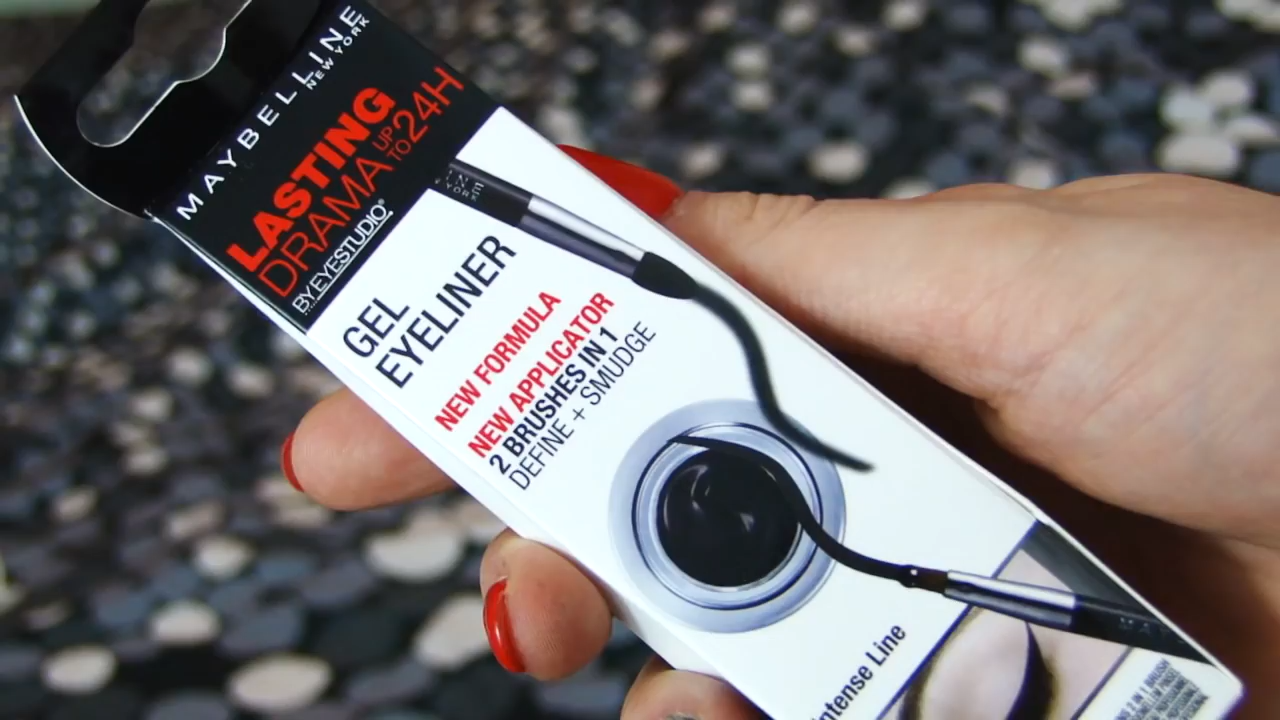 MAYBELLINE
NEW YORK
LASTING
DRAMA UP TO 24H
BY EYESTUDIO®
GEL
EYELINER
NEW FORMULA
NEW APPLICATOR
2 BRUSHES IN 1
DEFINE + SMUDGE
Intense Line